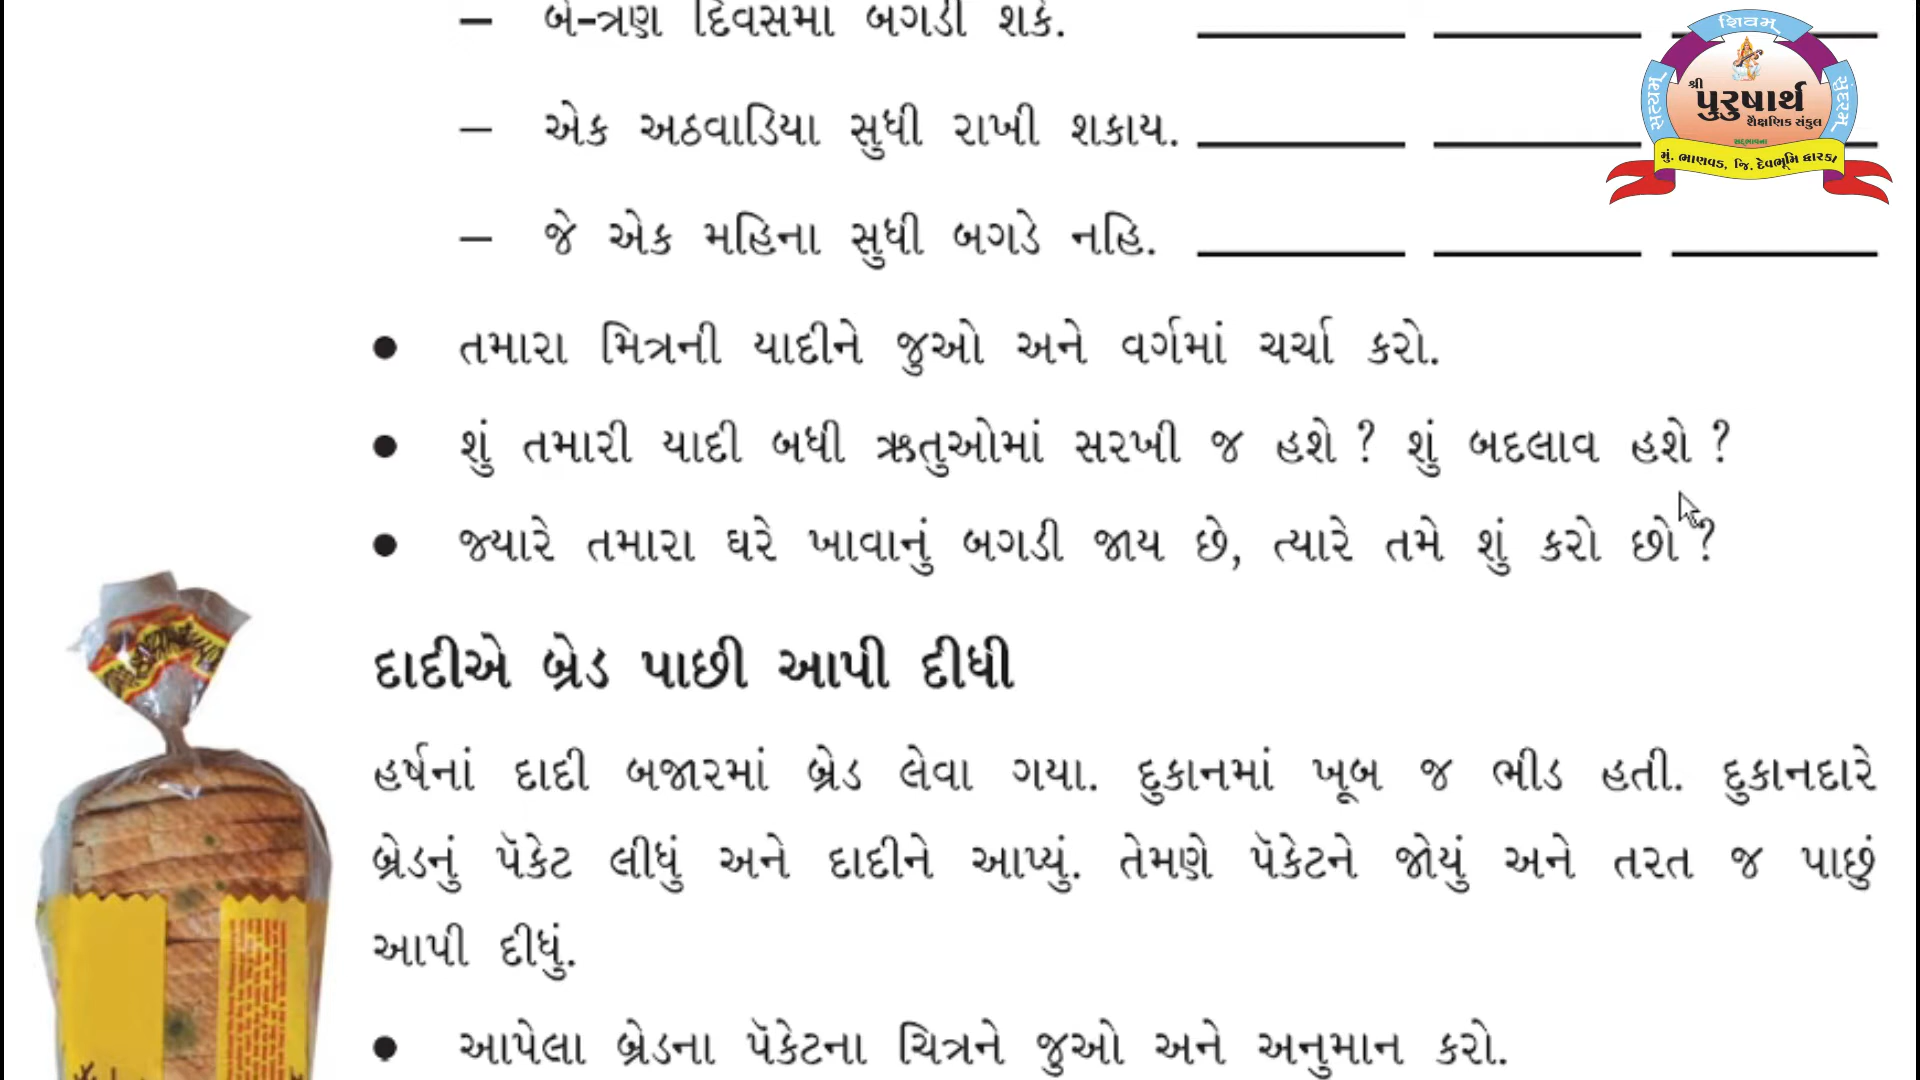 – બે-ત્રણ દિવસમાં બગડી શકે.
– એક અઠવાડિયા સુધી રાખી શકાય.
– જે એક મહિના સુધી બગડે નહિ.
શિવમ્
સત્યમ્
સુંદરમ્
શ્રી
પુરુષાર્થ
શૈક્ષણિક સંકુલ
સદ્ભાવના
મું. ભાણવડ, જિ. દેવભૂમિ દ્વારકા
● તમારા મિત્રની યાદીને જુઓ અને વર્ગમાં ચર્ચા કરો.
● શું તમારી યાદી બધી ઋતુઓમાં સરખી જ હશે ? શું બદલાવ હશે ?
● જ્યારે તમારા ઘરે ખાવાનું બગડી જાય છે, ત્યારે તમે શું કરો છો ?
દાદીએ બ્રેડ પાછી આપી દીધી
હર્ષનાં દાદી બજારમાં બ્રેડ લેવા ગયા. દુકાનમાં ખૂબ જ ભીડ હતી. દુકાનદારે
બ્રેડનું પૅકેટ લીધું અને દાદીને આપ્યું. તેમણે પૅકેટને જોયું અને તરત જ પાછું
આપી દીધું.
● આપેલા બ્રેડના પૅકેટના ચિત્રને જુઓ અને અનુમાન કરો.